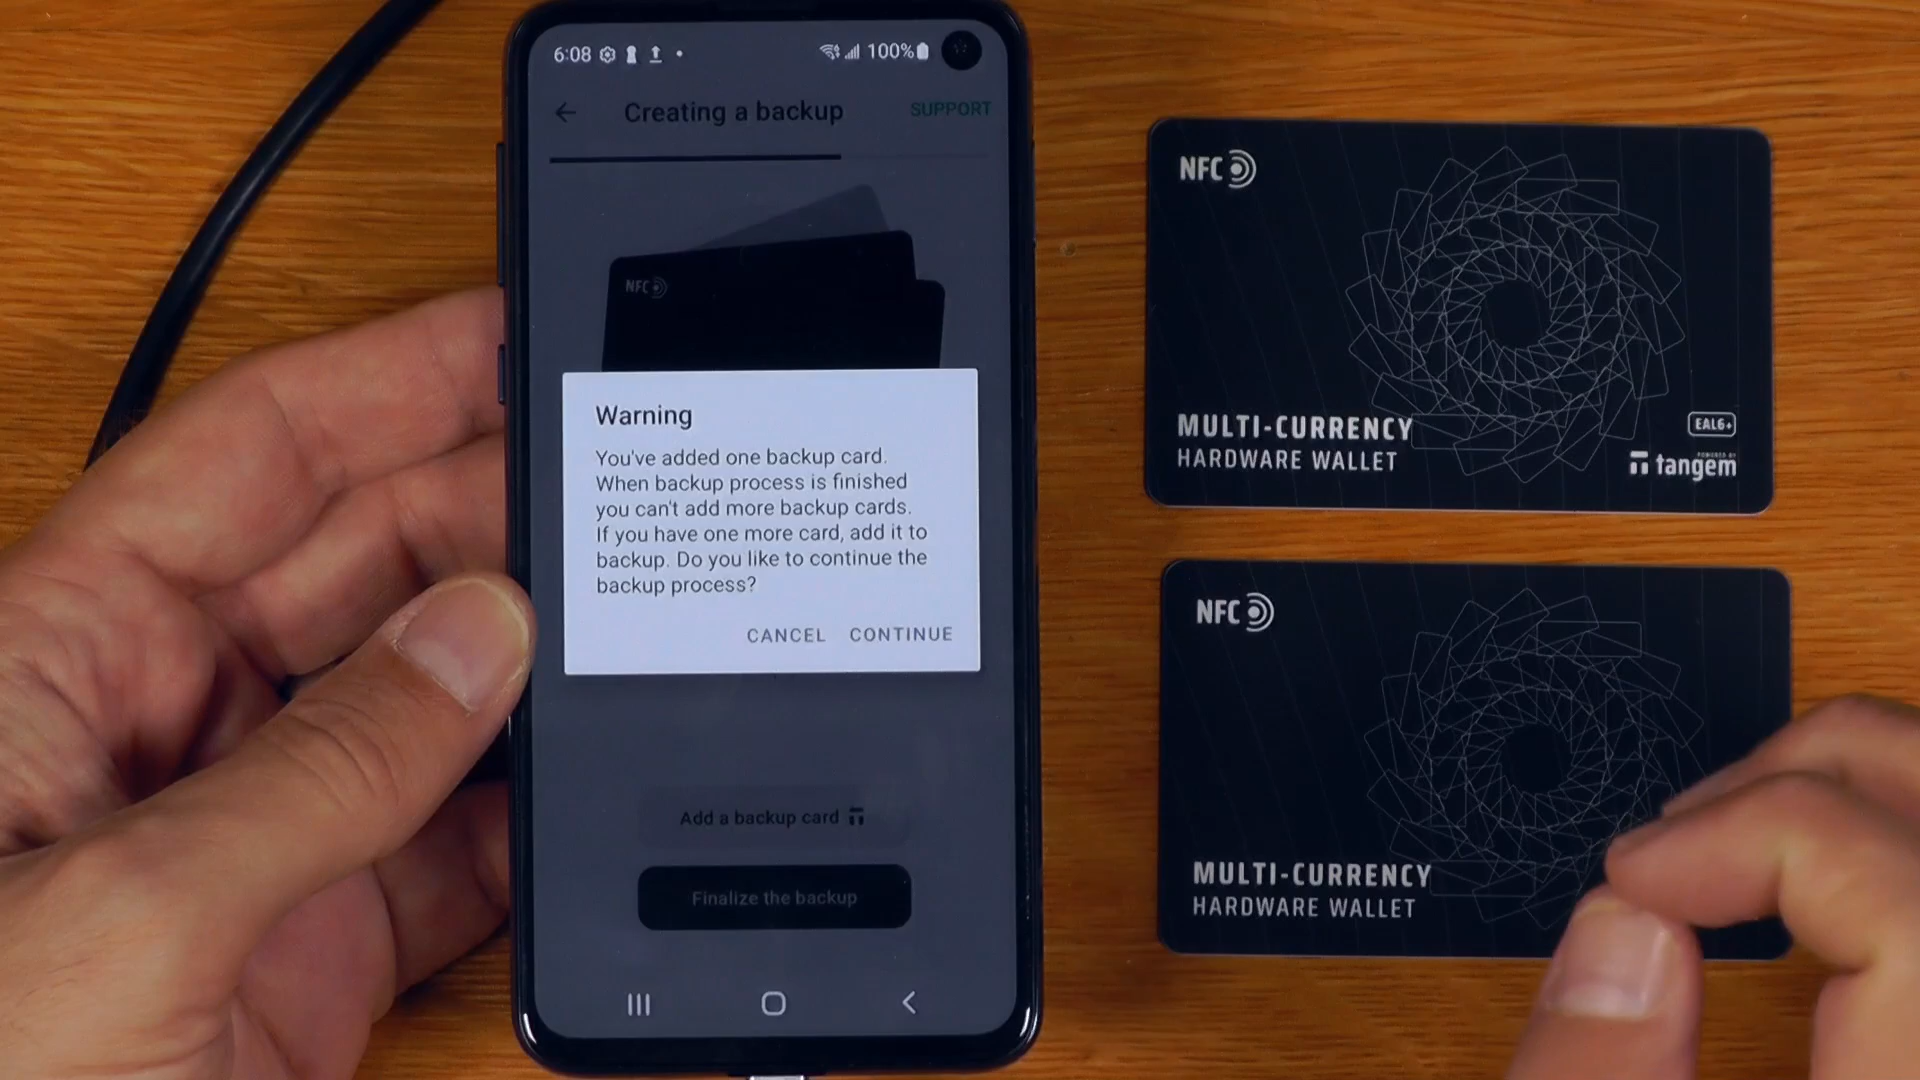 6:08
100%
Creating a backup
SUPPORT
NFC
Warning
You've added one backup card.
When backup process is finished
you can't add more backup cards.
If you have one more card, add it to
backup. Do you like to continue the
backup process?
CANCEL CONTINUE
Add a backup card
Finalize the backup
NFC
MULTI-CURRENCY
HARDWARE WALLET
EAL6+
POWERED BY
tangem
NFC
MULTI-CURRENCY
HARDWARE WALLET